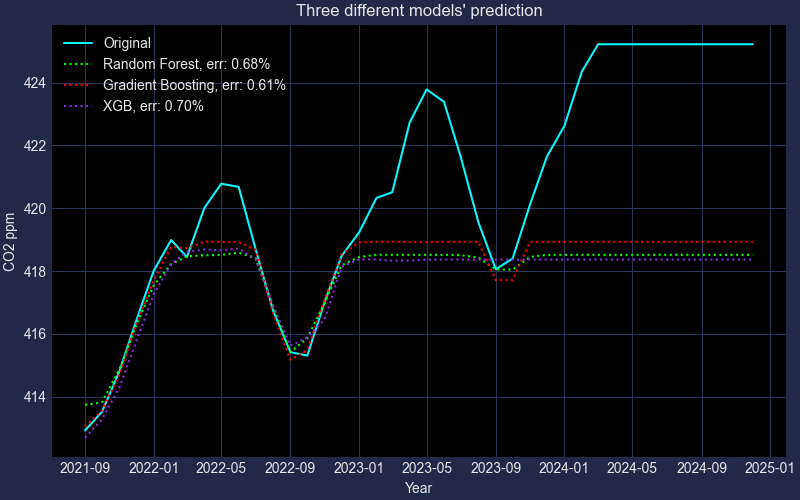 Three different models' prediction
Original
Random Forest, err: 0.68%
Gradient Boosting, err: 0.61%
XGB, err: 0.70%
424
422
420
418
416
414
CO2 ppm
2021-09 2022-01 2022-05 2022-09 2023-01 2023-05 2023-09 2024-01 2024-05 2024-09 2025-01
Year